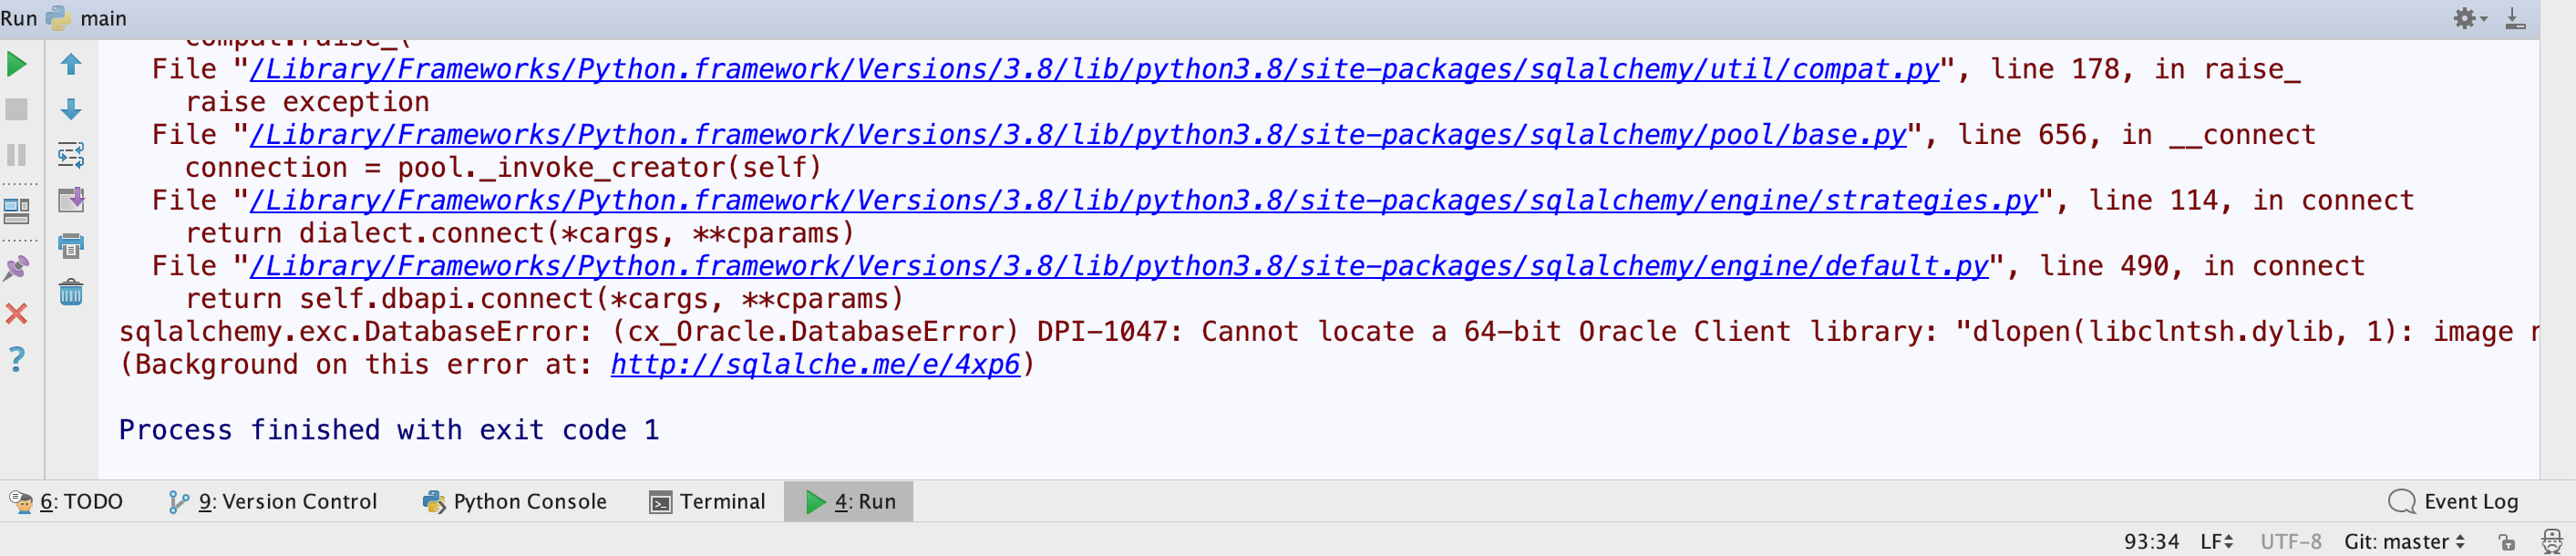 Run main
compat.raise_(
File "/Library/Frameworks/Python.framework/Versions/3.8/lib/python3.8/site-packages/sqlalchemy/util/compat.py", line 178, in raise_
raise exception
File "/Library/Frameworks/Python.framework/Versions/3.8/lib/python3.8/site-packages/sqlalchemy/pool/base.py", line 656, in __connect
connection = pool._invoke_creator(self)
File "/Library/Frameworks/Python.framework/Versions/3.8/lib/python3.8/site-packages/sqlalchemy/engine/strategies.py", line 114, in connect
return dialect.connect(*cargs, **cparams)
File "/Library/Frameworks/Python.framework/Versions/3.8/lib/python3.8/site-packages/sqlalchemy/engine/default.py", line 490, in connect
return self.dbapi.connect(*cargs, **cparams)
sqlalchemy.exc.DatabaseError: (cx_Oracle.DatabaseError) DPI-1047: Cannot locate a 64-bit Oracle Client library: "dlopen(libclntsh.dylib, 1): image
(Background on this error at: http://sqlalche.me/e/4xp6)
Process finished with exit code 1
6: TODO 9: Version Control Python Console Terminal 4: Run Event Log
93:34 LF UTF-8 Git: master